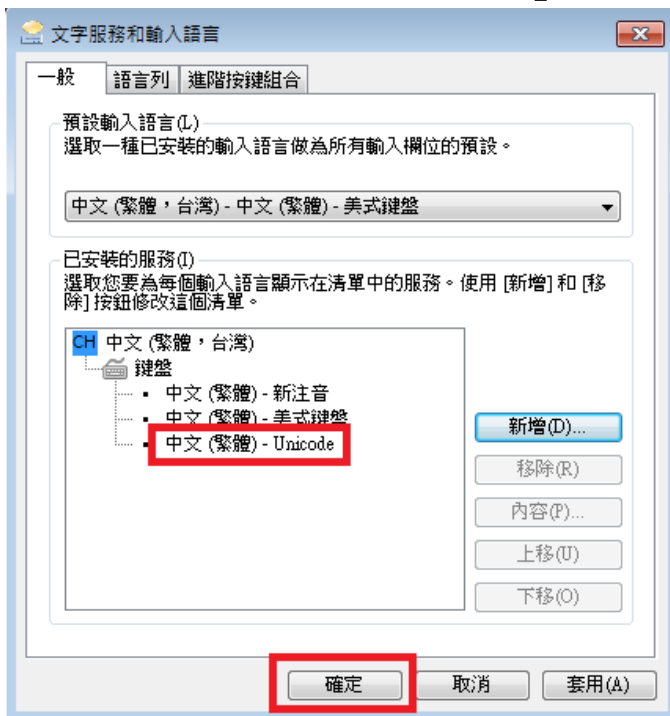 文字服務和輸入語言
一般
語言列
進階按鍵組合
預設輸入語言(L)
選取一種已安裝的輸入語言做為所有輸入欄位的預設。
中文 (繁體，台灣) - 中文 (繁體) - 美式鍵盤
已安裝的服務(I)
選取您要為每個輸入語言顯示在清單中的服務。使用 [新增] 和 [移
除] 按鈕修改這個清單。
CH 中文 (繁體，台灣)
鍵盤
中文 (繁體) - 新注音
中文 (繁體) - 美式鍵盤
中文 (繁體) - Unicode
新增(D)...
移除(R)
內容(P)...
上移(U)
下移(O)
確定
取消
套用(A)